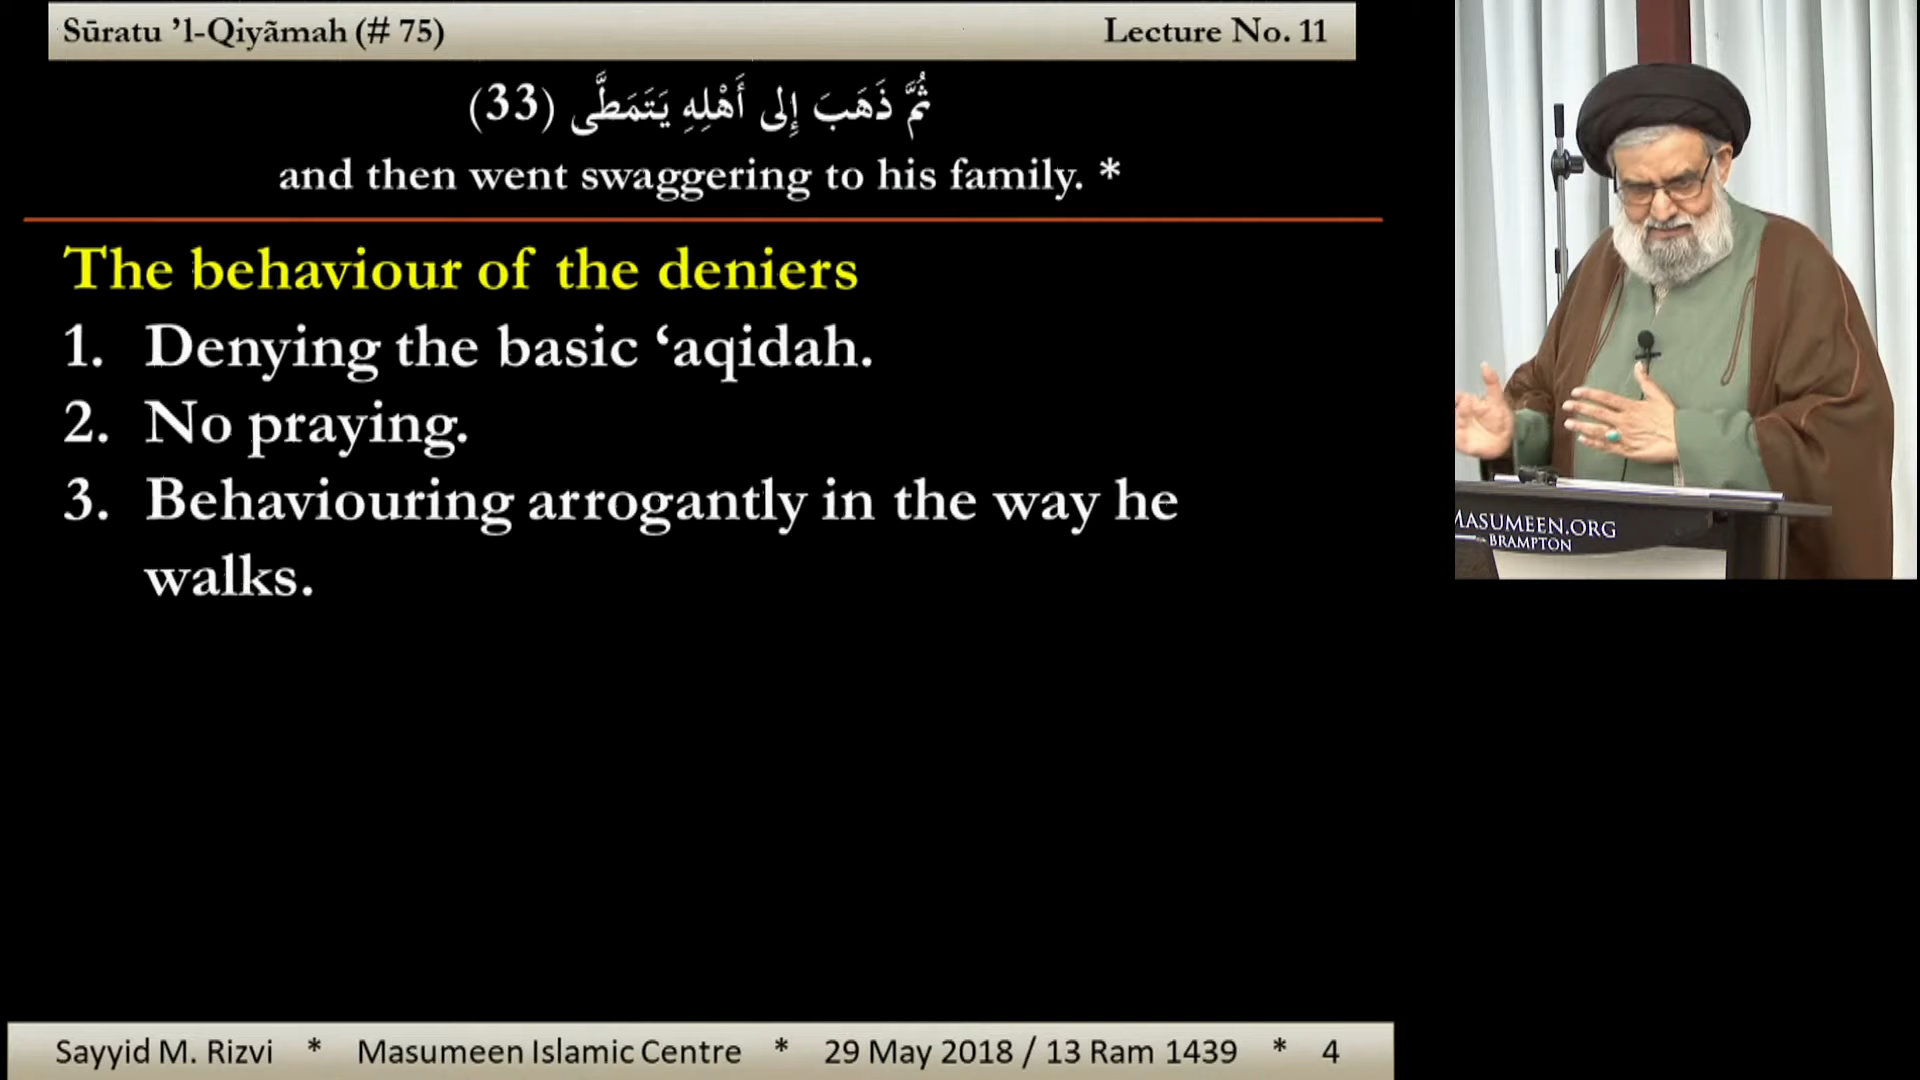 Sūratu ’l-Qiyãmah (# 75)
Lecture No. 11
ثُمَّ ذَهَبَ إِلى أَهْلِهِ يَتَمَطَّى (33)
and then went swaggering to his family. *
The behaviour of the deniers
1. Denying the basic ‘aqidah.
2. No praying.
3. Behaviouring arrogantly in the way he
walks.
MASUMEEN.ORG
BRAMPTON
Sayyid M. Rizvi * Masumeen Islamic Centre * 29 May 2018 / 13 Ram 1439 * 4